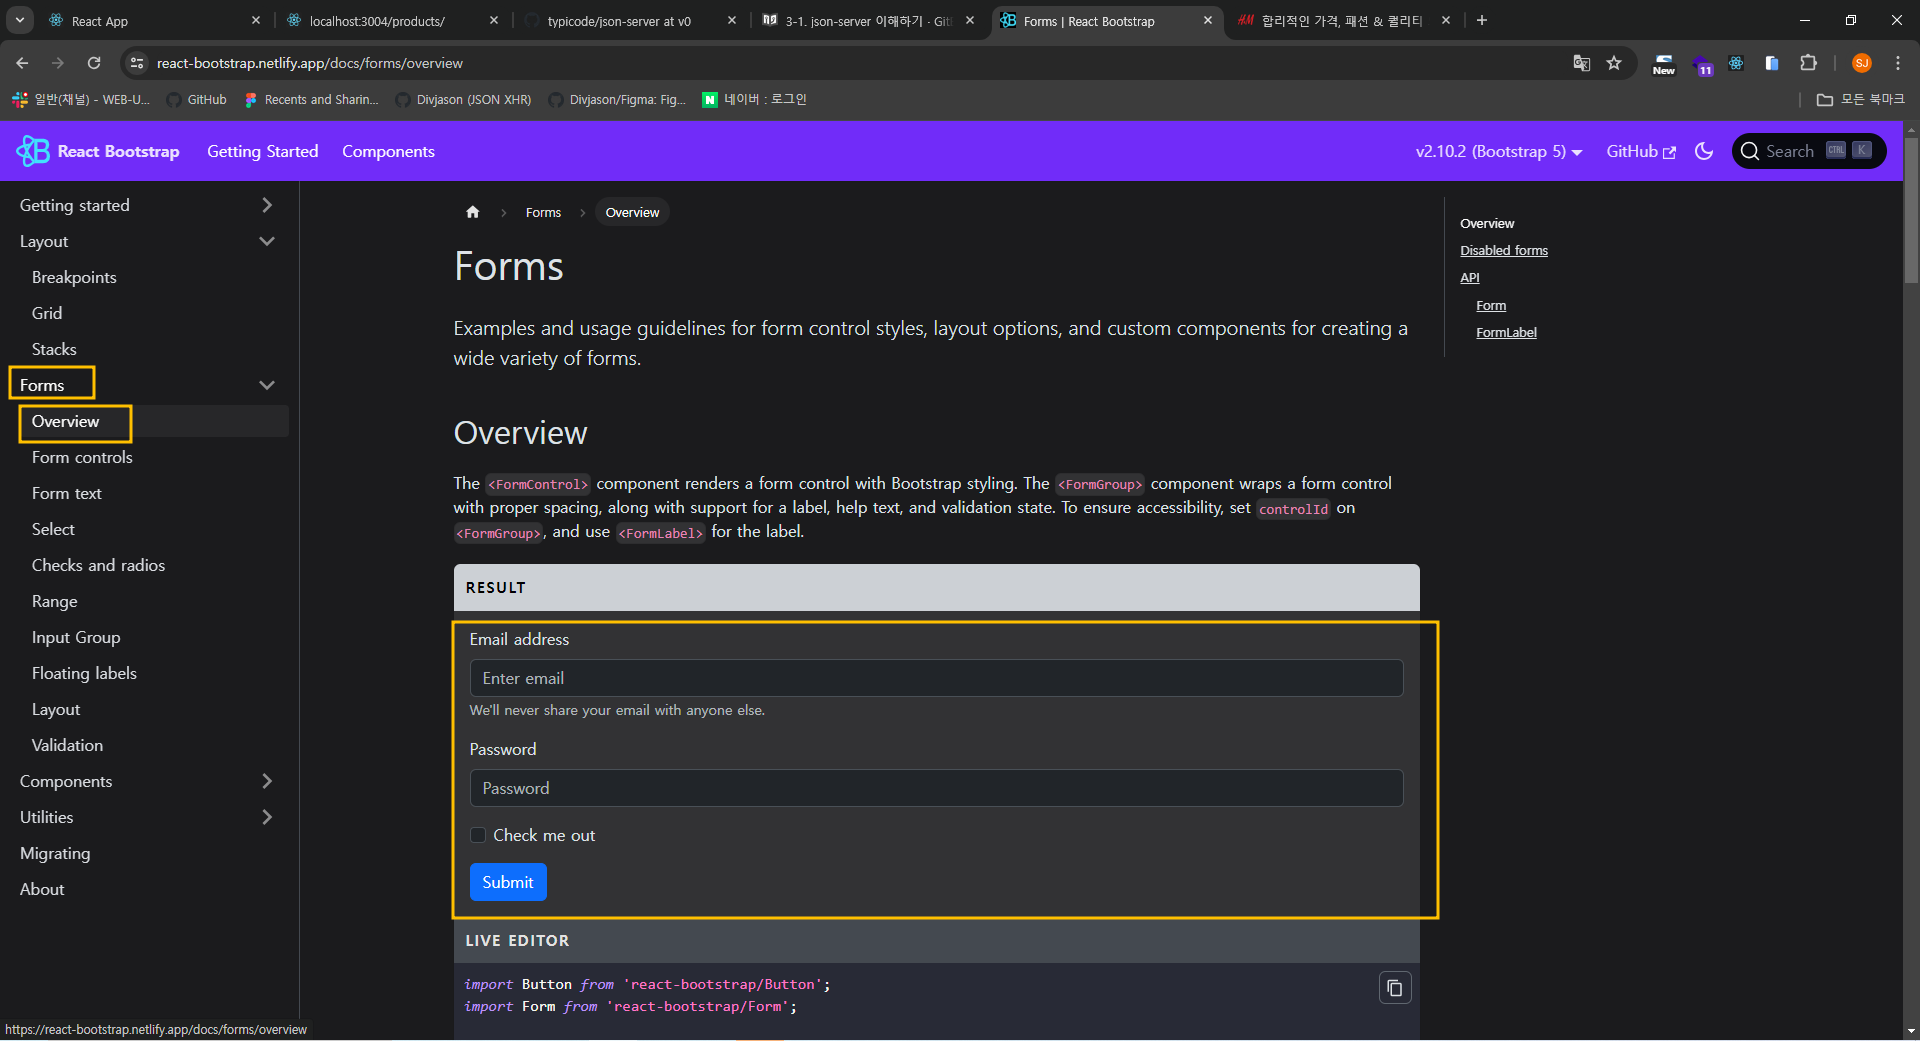 React App
localhost:3004/products/
typicode/json-server at v0
3-1. json-server 이해하기 · Git
Forms | React Bootstrap
합리적인 가격, 패션 & 퀄리티
react-bootstrap.netlify.app/docs/forms/overview
New
11
SJ
일반(채널) - WEB-U...
GitHub
Recents and Sharin...
Divjason (JSON XHR)
Divjason/Figma: Fig...
네이버 : 로그인
모든 북마크
React Bootstrap
Getting Started
Components
v2.10.2 (Bootstrap 5)
GitHub
Search
CTRL
K
Getting started
Layout
Breakpoints
Grid
Stacks
Forms
Overview
Form controls
Form text
Select
Checks and radios
Range
Input Group
Floating labels
Layout
Validation
Components
Utilities
Migrating
About
https://react-bootstrap.netlify.app/docs/forms/overview
Forms
Overview
Forms
Examples and usage guidelines for form control styles, layout options, and custom components for creating a
wide variety of forms.
Overview
The <FormControl> component renders a form control with Bootstrap styling. The <FormGroup> component wraps a form control
with proper spacing, along with support for a label, help text, and validation state. To ensure accessibility, set controlId on
<FormGroup>, and use <FormLabel> for the label.
RESULT
Email address
Enter email
We'll never share your email with anyone else.
Password
Password
Check me out
Submit
LIVE EDITOR
import Button from 'react-bootstrap/Button';
import Form from 'react-bootstrap/Form';
Overview
Disabled forms
API
Form
FormLabel